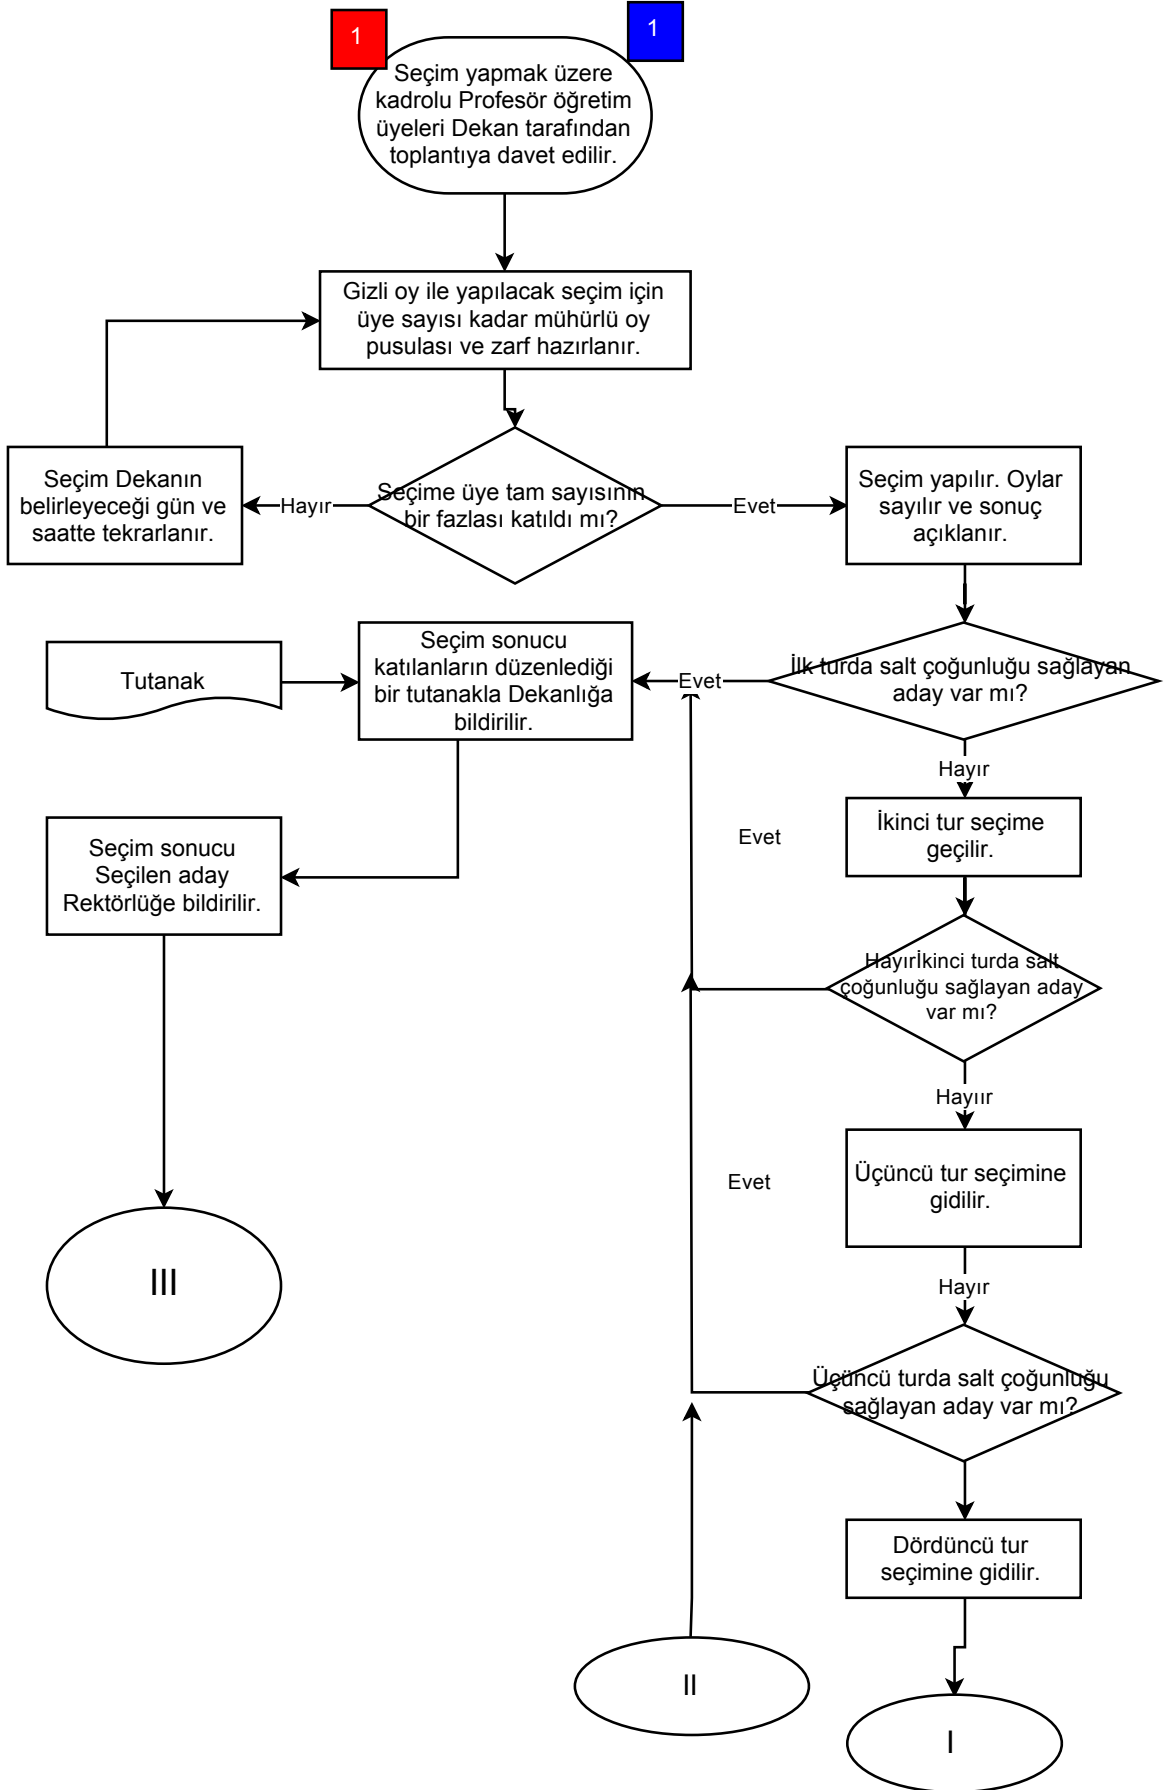 1
1
Seçim yapmak üzere
kadrolu Profesör öğretim
üyeleri Dekan tarafından
toplantıya davet edilir.
Gizli oy ile yapılacak seçim için
üye sayısı kadar mühürlü oy
pusulası ve zarf hazırlanır.
Seçim Dekanın
belirleyeceği gün ve
saatte tekrarlanır.
Hayır
Seçime üye tam sayısının
bir fazlası katıldı mı?
Evet
Seçim yapılır. Oylar
sayılır ve sonuç
açıklanır.
Tutanak
Seçim sonucu
katılanların düzenlediği
bir tutanakla Dekanlığa
bildirilir.
Evet
İlk turda salt çoğunluğu sağlayan
aday var mı?
Hayır
Seçim sonucu
Seçilen aday
Rektörlüğe bildirilir.
Evet
İkinci tur seçime
geçilir.
Hayırİkinci turda salt
çoğunluğu sağlayan aday
var mı?
Hayıır
Evet
Üçüncü tur seçimine
gidilir.
Hayır
III
Üçüncü turda salt çoğunluğu
sağlayan aday var mı?
Dördüncü tur
seçimine gidilir.
II
I